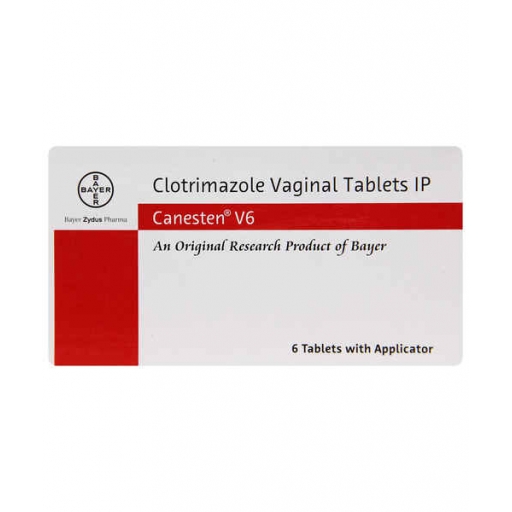 BAYER
BAYER
Bayer Zydus Pharma
Clotrimazole Vaginal Tablets IP
Canesten® V6
An Original Research Product of Bayer
6 Tablets with Applicator